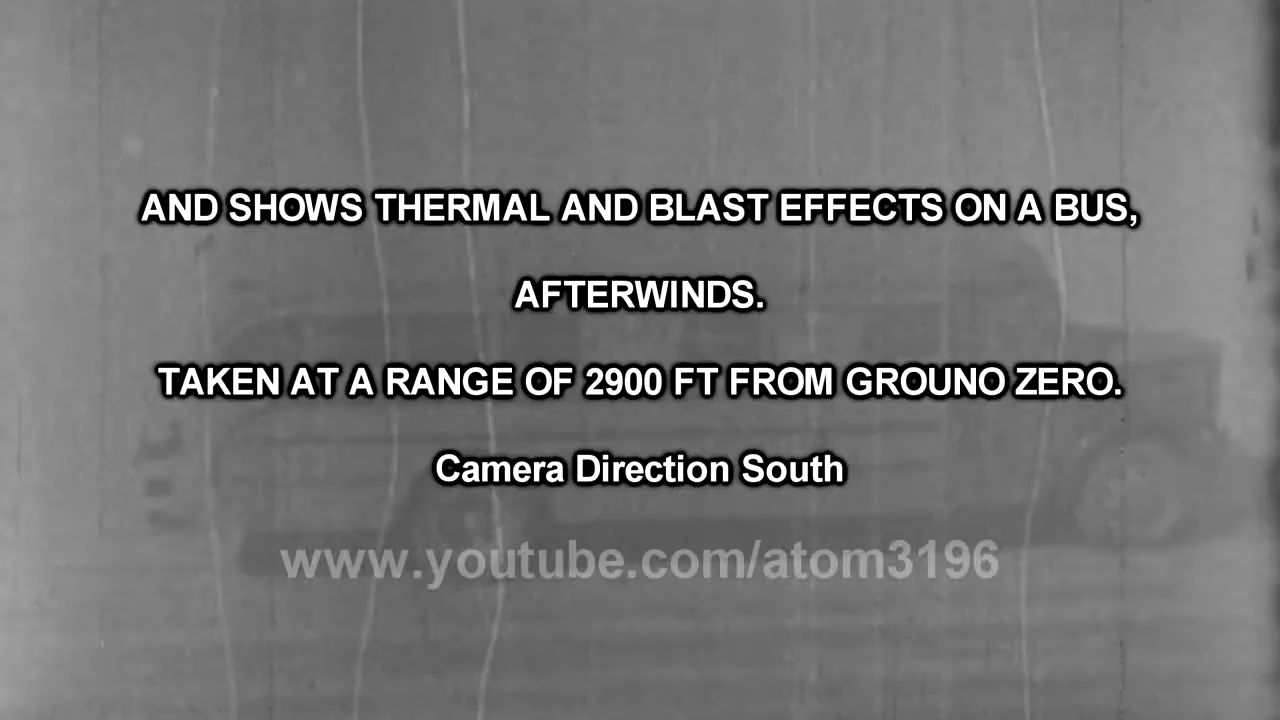 AND SHOWS THERMAL AND BLAST EFFECTS ON A BUS,
AFTERWINDS.
TAKEN AT A RANGE OF 2900 FT FROM GROUNO ZERO.
Camera Direction South
www.youtube.com/atom3196